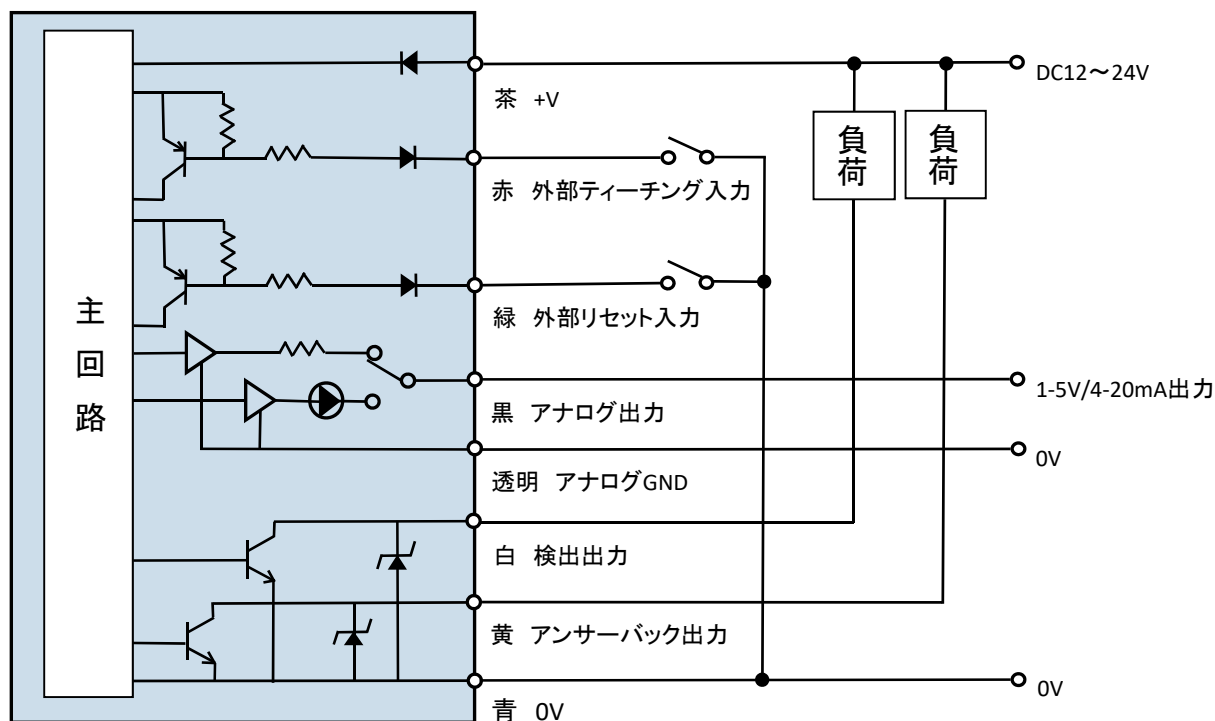 DC12～24V
茶 +V
負荷
負荷
赤 外部ティーチング入力
緑 外部リセット入力
主回路
1-5V/4-20mA出力
黒 アナログ出力
0V
透明 アナログGND
白 検出出力
黄 アンサーバック出力
0V
青 0V